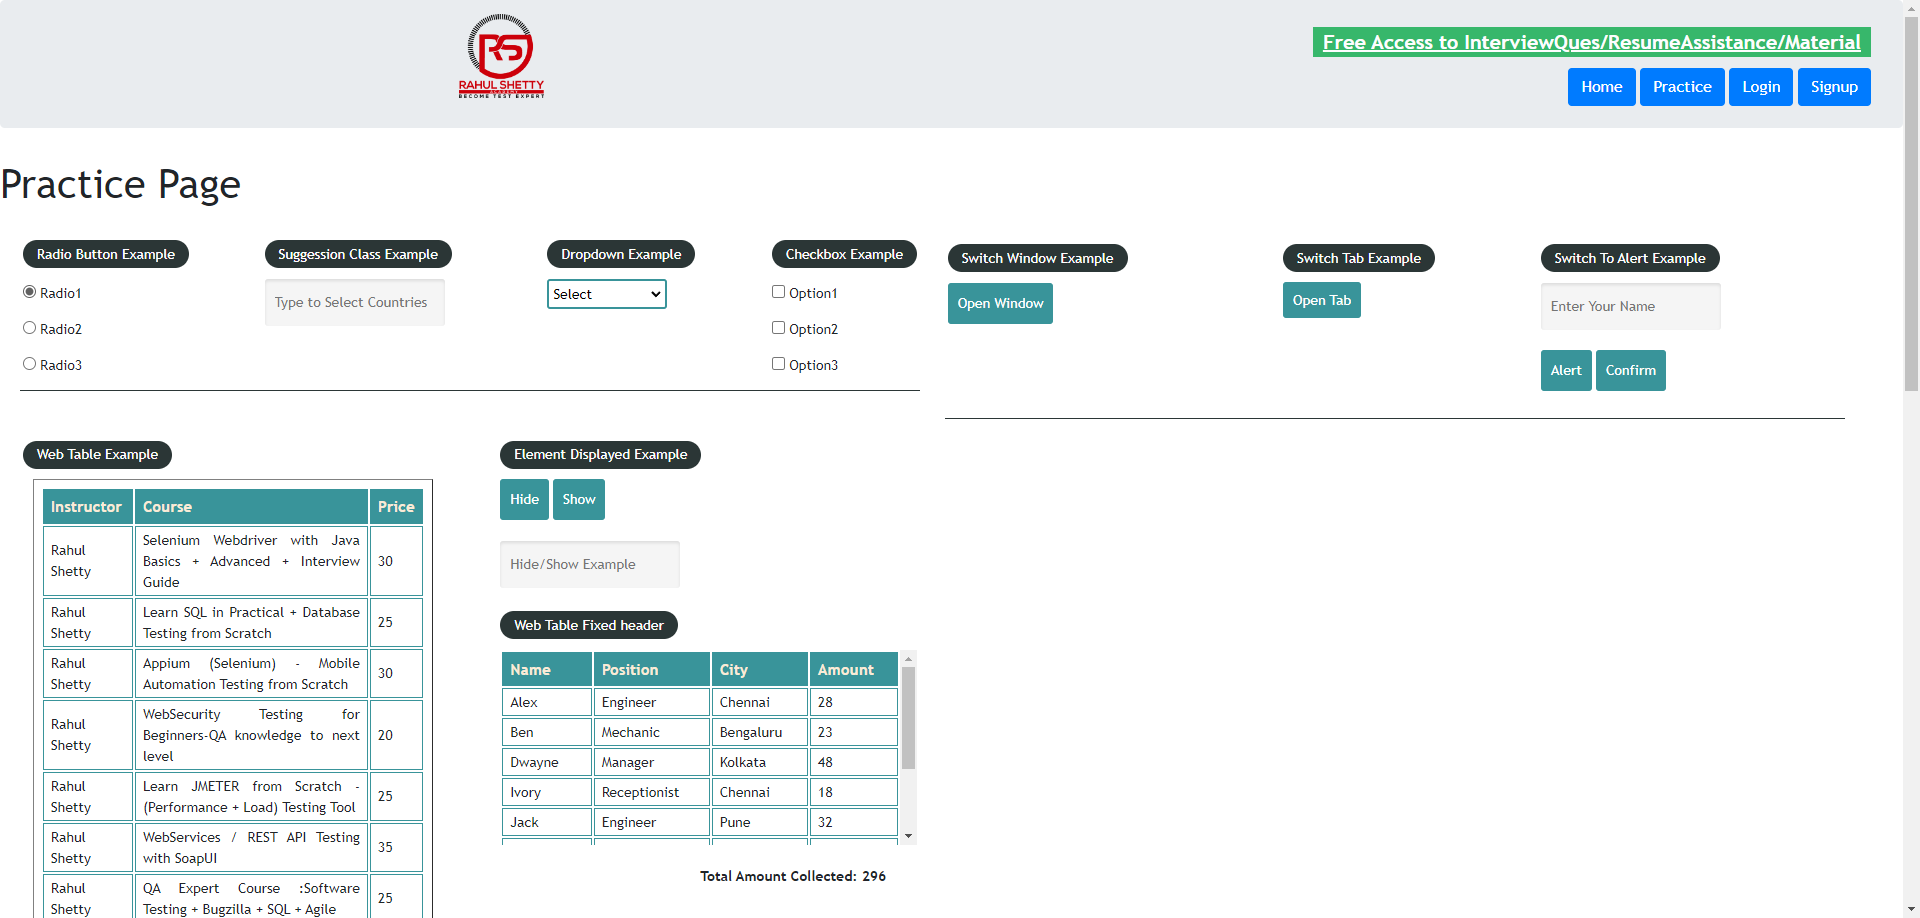 RS
RAHUL SHETTY
ACADEMY
BECOME TEST EXPERT
Free Access to InterviewQues/ResumeAssistance/Material
Home Practice Login Signup
Practice Page
Radio Button Example
Radio1
Radio2
Radio3
Suggession Class Example
Type to Select Countries
Dropdown Example
Select
Checkbox Example
Option1
Option2
Option3
Switch Window Example
Open Window
Switch Tab Example
Open Tab
Switch To Alert Example
Enter Your Name
Alert Confirm
Web Table Example
Instructor Course Price
Rahul Shetty Selenium Webdriver with Java
Basics + Advanced + Interview
Guide 30
Rahul Shetty Learn SQL in Practical + Database
Testing from Scratch 25
Rahul Shetty Appium (Selenium) - Mobile
Automation Testing from Scratch 30
Rahul Shetty WebSecurity Testing for
Beginners-QA knowledge to next
level 20
Rahul Shetty Learn JMETER from Scratch -
(Performance + Load) Testing Tool 25
Rahul Shetty WebServices / REST API Testing
with SoapUI 35
Rahul Shetty QA Expert Course :Software
Testing + Bugzilla + SQL + Agile 25
Element Displayed Example
Hide Show
Hide/Show Example
Web Table Fixed header
Name Position City Amount
Alex Engineer Chennai 28
Ben Mechanic Bengaluru 23
Dwayne Manager Kolkata 48
Ivory Receptionist Chennai 18
Jack Engineer Pune 32
Total Amount Collected: 296